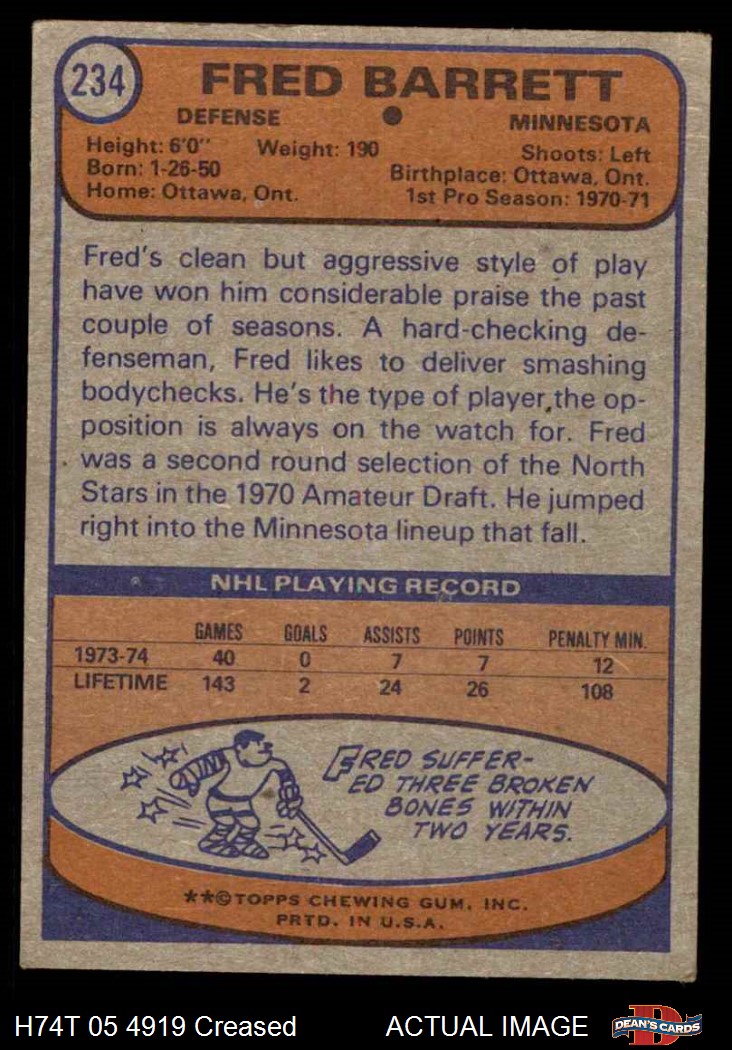 234
FRED BARRETT
DEFENSE • MINNESOTA
Height: 6'0" Weight: 190 Shoots: Left
Born: 1-26-50 Birthplace: Ottawa, Ont.
Home: Ottawa, Ont. 1st Pro Season: 1970-71
Fred's clean but aggressive style of play
have won him considerable praise the past
couple of seasons. A hard-checking de-
fenseman, Fred likes to deliver smashing
bodychecks. He's the type of player the op-
position is always on the watch for. Fred
was a second round selection of the North
Stars in the 1970 Amateur Draft. He jumped
right into the Minnesota lineup that fall.
NHL PLAYING RECORD
GAMES GOALS ASSISTS POINTS PENALTY MIN.
1973-74 40 0 7 7 12
LIFETIME 143 2 24 26 108
FRED SUFFER-
ED THREE BROKEN
BONES WITHIN
TWO YEARS.
**©TOPPS CHEWING GUM, INC.
PRTD. IN U.S.A.
H74T 05 4919 Creased ACTUAL IMAGE
D
DEAN'S CARDS